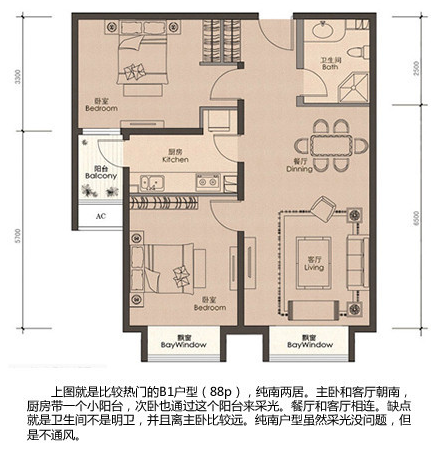 3300
2500
卫生间
Bath
卧室
Bedroom
厨房
Kitchen
阳台
Balcony
餐厅
Dinning
AC
5700
6500
客厅
Living
卧室
Bedroom
飘窗
BayWindow
飘窗
BayWindow
上图就是比较热门的B1户型（88p），纯南两居。主卧和客厅朝南，
厨房带一个小阳台，次卧也通过这个阳台来采光。餐厅和客厅相连。缺点
就是卫生间不是明卫，并且离主卧比较远。纯南户型虽然采光没问题，但
是不通风。